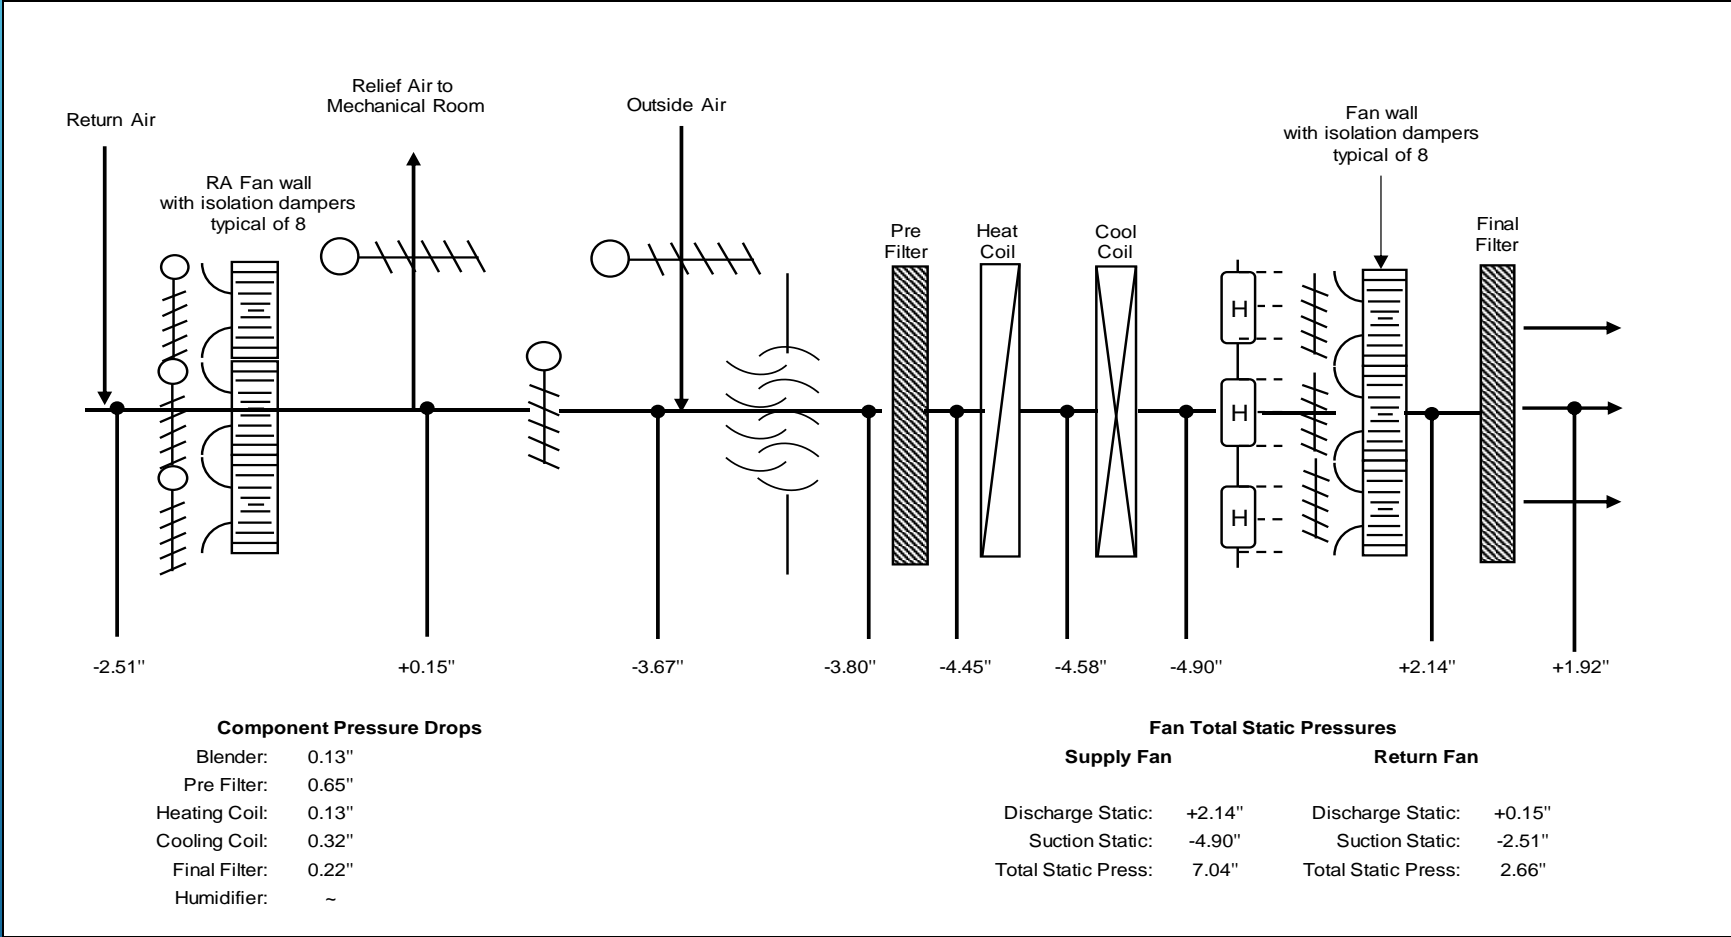 Return Air
Relief Air to
Mechanical Room
Outside Air
Fan wall
with isolation dampers
typical of 8
RA Fan wall
with isolation dampers
typical of 8
Pre
Filter
Heat
Coil
Cool
Coil
Final
Filter
H
H
H
-2.51"
+0.15"
-3.67"
-3.80"
-4.45"
-4.58"
-4.90"
+2.14"
+1.92"
Component Pressure Drops
Blender: 0.13"
Pre Filter: 0.65"
Heating Coil: 0.13"
Cooling Coil: 0.32"
Final Filter: 0.22"
Humidifier: ~
Fan Total Static Pressures
Supply Fan Return Fan
Discharge Static: +2.14" Discharge Static: +0.15"
Suction Static: -4.90" Suction Static: -2.51"
Total Static Press: 7.04" Total Static Press: 2.66"